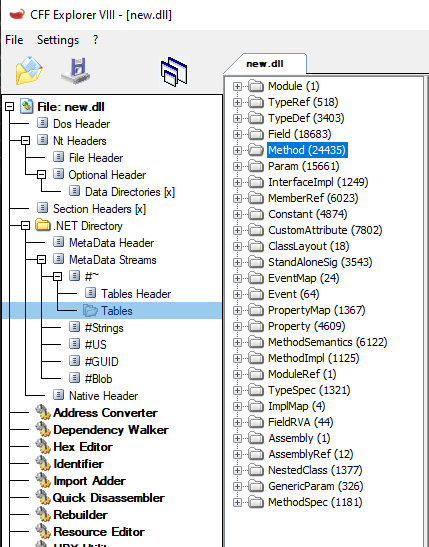 CFF Explorer VIII - [new.dll]
File Settings ?
File: new.dll
Dos Header
Nt Headers
File Header
Optional Header
Data Directories [x]
Section Headers [x]
.NET Directory
MetaData Header
MetaData Streams
#~
Tables Header
Tables
#Strings
#US
#GUID
#Blob
Native Header
Address Converter
Dependency Walker
Hex Editor
Identifier
Import Adder
Quick Disassembler
Rebuilder
Resource Editor
new.dll
Module (1)
TypeRef (518)
TypeDef (3403)
Field (18683)
Method (24435)
Param (15661)
InterfaceImpl (1249)
MemberRef (6023)
Constant (4874)
CustomAttribute (7802)
ClassLayout (18)
StandAloneSig (3543)
EventMap (24)
Event (64)
PropertyMap (1367)
Property (4609)
MethodSemantics (6122)
MethodImpl (1125)
ModuleRef (1)
TypeSpec (1321)
ImplMap (4)
FieldRVA (44)
Assembly (1)
AssemblyRef (12)
NestedClass (1377)
GenericParam (326)
MethodSpec (1181)